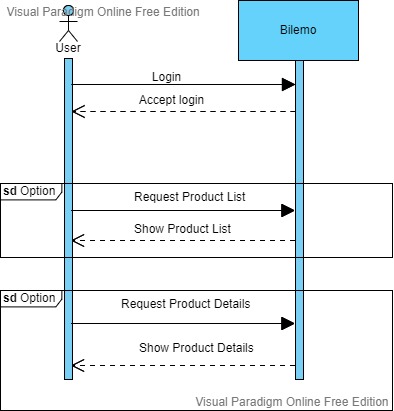 Visual Paradigm Online Free Edition
User
Bilemo
Login
Accept login
sd Option
Request Product List
Show Product List
sd Option
Request Product Details
Show Product Details
Visual Paradigm Online Free Edition